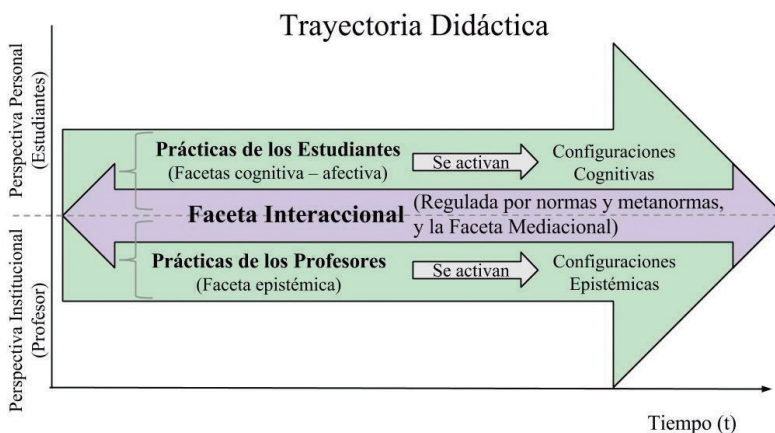 Trayectoria Didáctica
Perspectiva Personal
(Estudiantes)
Prácticas de los Estudiantes
(Facetas cognitiva – afectiva)
Se activan
Configuraciones
Cognitivas
Faceta Interaccional
(Regulada por normas y metanormas,
y la Faceta Mediacional)
Perspectiva Institucional
(Profesor)
Prácticas de los Profesores
(Faceta epistémica)
Se activan
Configuraciones
Epistémicas
Tiempo (t)